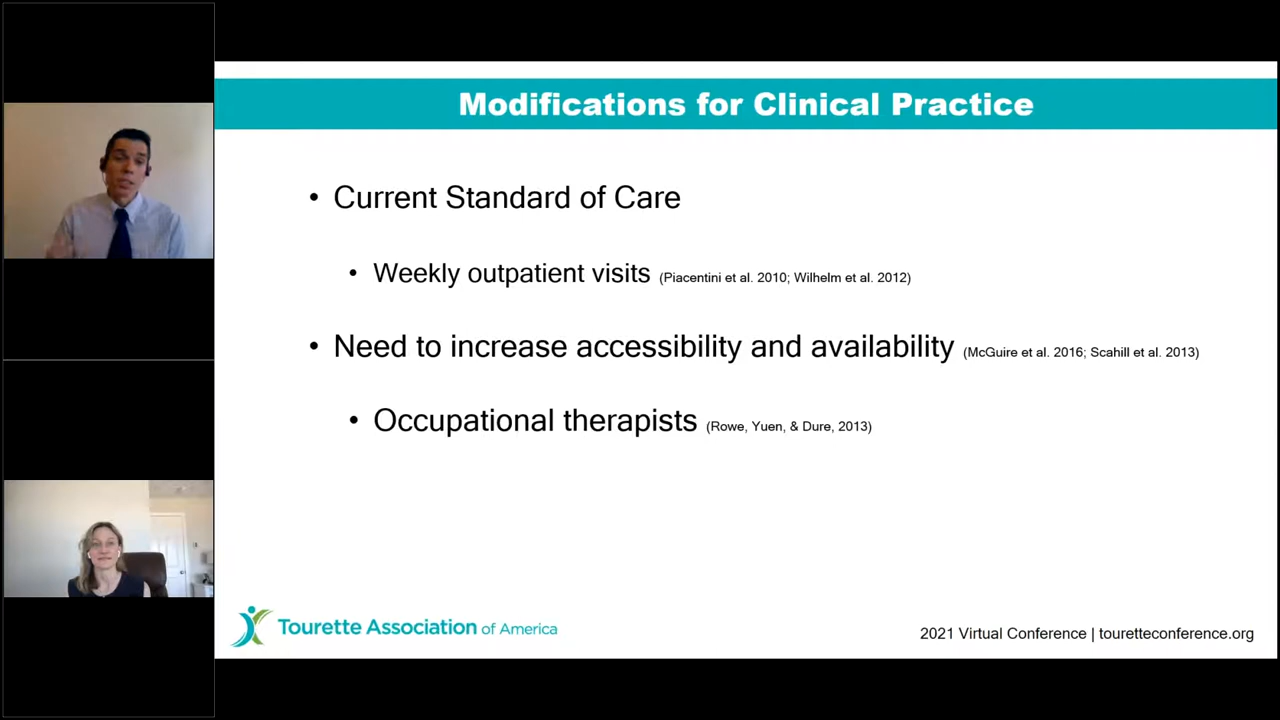 Modifications for Clinical Practice
• Current Standard of Care
• Weekly outpatient visits (Piacentini et al. 2010; Wilhelm et al. 2012)
• Need to increase accessibility and availability (McGuire et al. 2016; Scahill et al. 2013)
• Occupational therapists (Rowe, Yuen, & Dure, 2013)
Tourette Association of America
2021 Virtual Conference | touretteconference.org